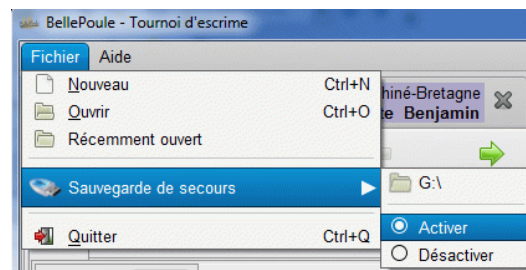 BellePoule - Tournoi d'escrime
Fichier Aide
Nouveau Ctrl+N
Ouvrir Ctrl+O
Récemment ouvert
Sauvegarde de secours
Quitter Ctrl+Q
hiné-Bretagne
te Benjamin
G:\
Activer
Désactiver